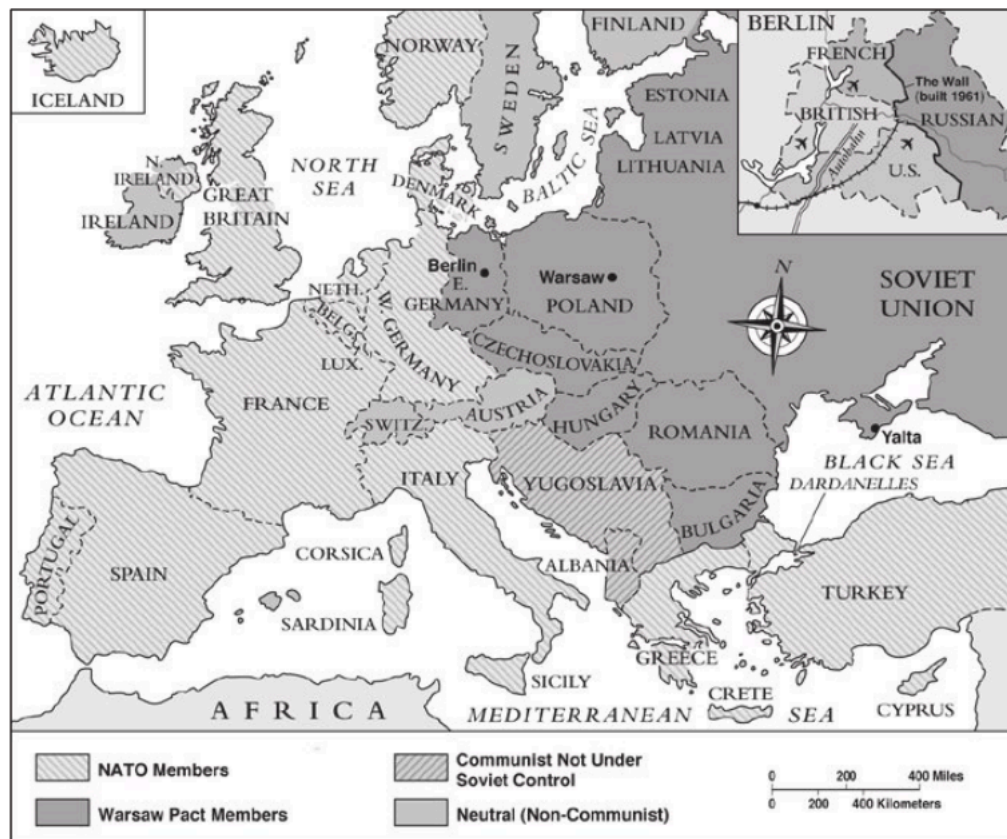 ICELAND
NORWAY
SWEDEN
FINLAND
ESTONIA
LATVIA
LITHUANIA
BALTIC SEA
NORTH
SEA
DENMARK
N.
IRELAND
IRELAND
GREAT
BRITAIN
NETH.
BELG.
LUX.
W. GERMANY
Berlin
E.
GERMANY
Warsaw
POLAND
SOVIET
UNION
N
CZECHOSLOVAKIA
ATLANTIC
OCEAN
FRANCE
SWITZ.
AUSTRIA
HUNGARY
ROMANIA
Yalta
BLACK SEA
DARDANELLES
ITALY
YUGOSLAVIA
BULGARIA
ALBANIA
PORTUGAL
SPAIN
CORSICA
SARDINIA
SICILY
GREECE
CRETE
TURKEY
CYPRUS
AFRICA
MEDITERRANEAN SEA
BERLIN
FRENCH
The Wall
(built 1961)
BRITISH
RUSSIAN
Autobahn
U.S.
NATO Members
Warsaw Pact Members
Communist Not Under
Soviet Control
Neutral (Non-Communist)
0 200 400 Miles
0 200 400 Kilometers